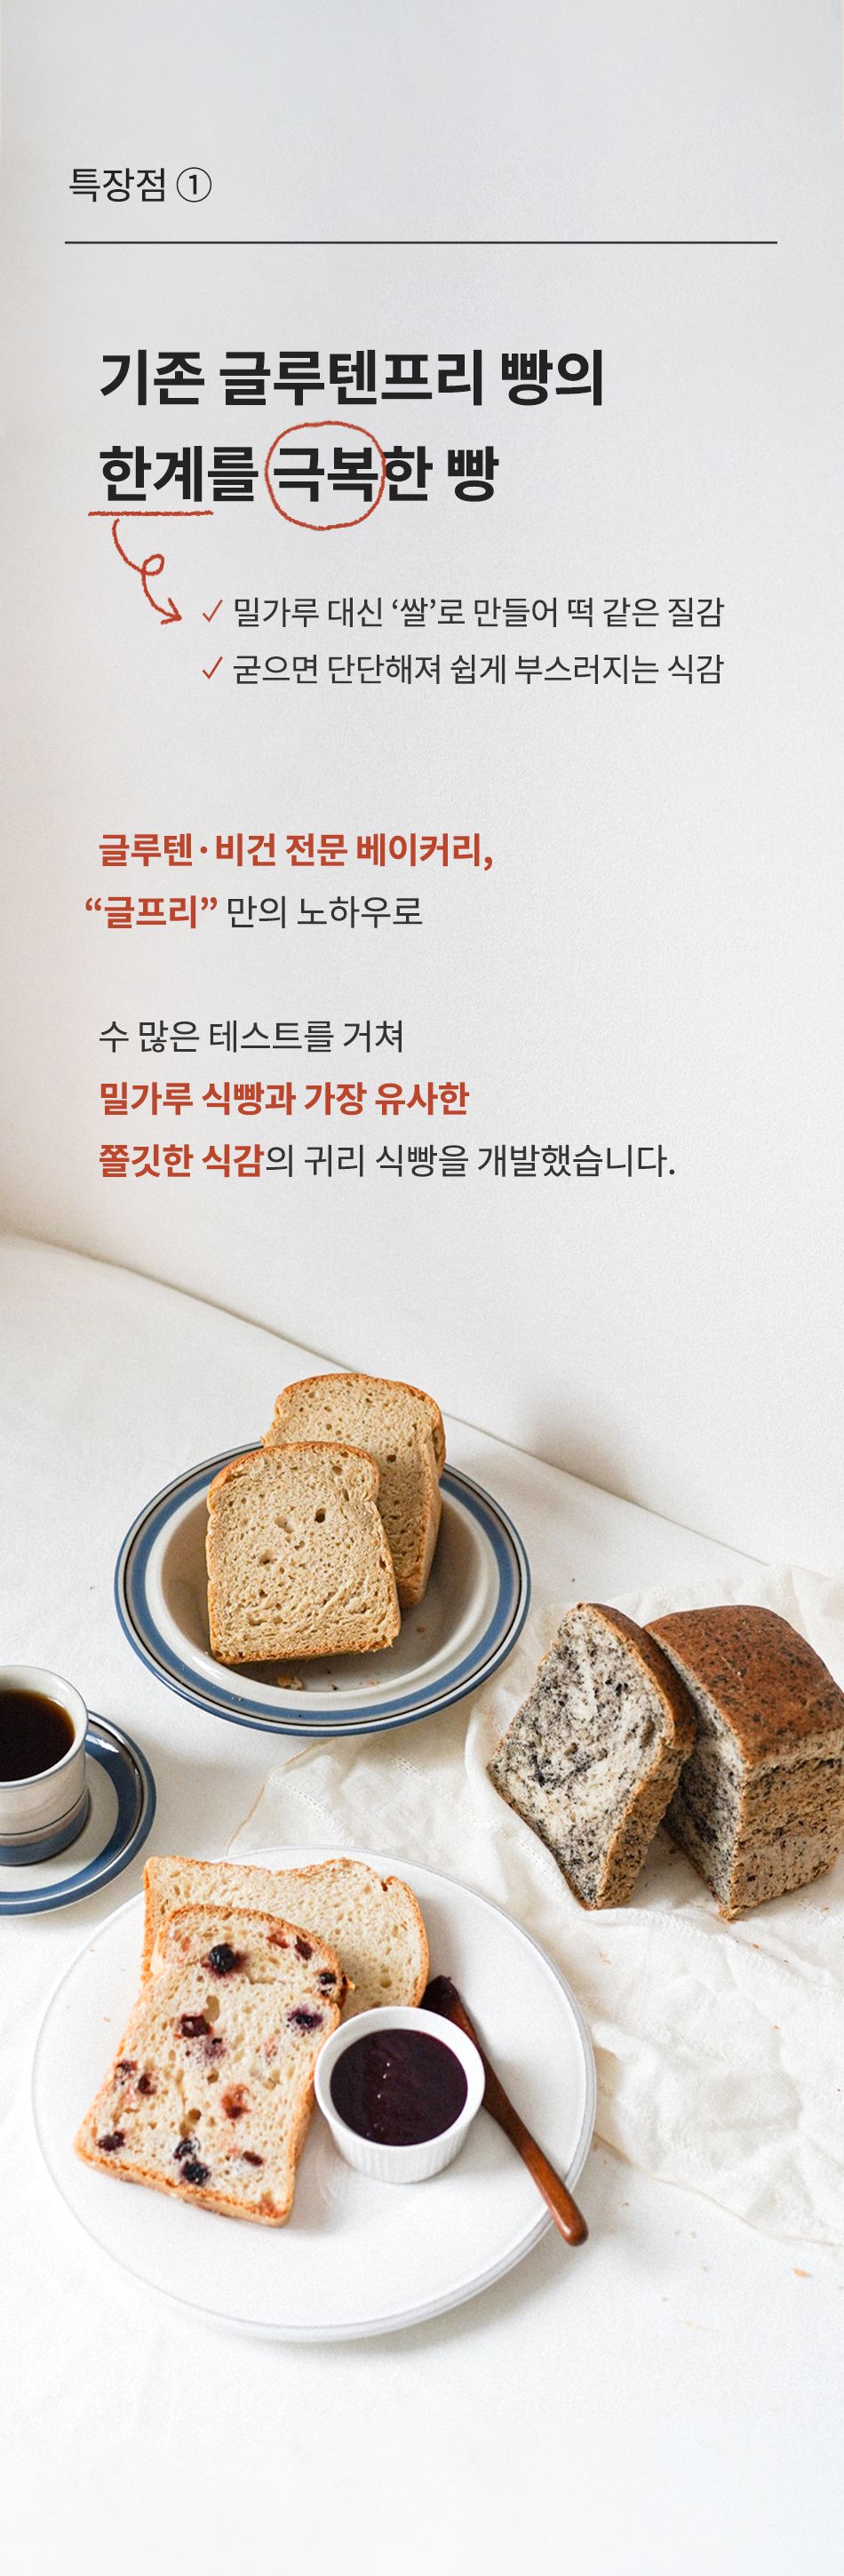 특장점 ①
기존 글루텐프리 빵의
한계를 극복한 빵
✓ 밀가루 대신 ‘쌀’로 만들어 떡 같은 질감
✓ 굳으면 단단해져 쉽게 부스러지는 식감
글루텐·비건 전문 베이커리,
“글프리” 만의 노하우로
수 많은 테스트를 거쳐
밀가루 식빵과 가장 유사한
쫄깃한 식감의 귀리 식빵을 개발했습니다.